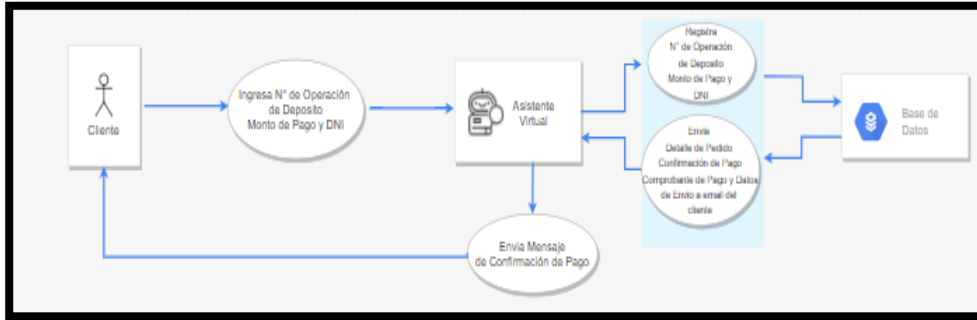 Cliente
Ingresa N° de Operación
de Deposito
Monto de Pago y DNI
Asistente
Virtual
Registra
N° de Operación
de Deposito
Monto de Pago y
DNI
Envia
Detalle de Pedido
Confirmación de Pago
Comprobante de Pago y Datos
de Envio a email del
cliente
Base de
Datos
Envia Mensaje
de Confirmación de Pago